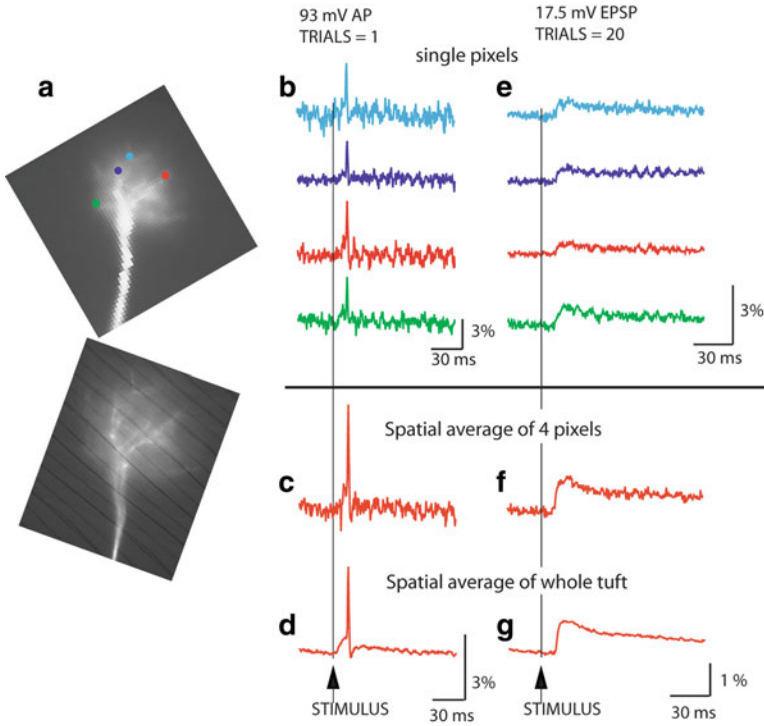 93 mV AP
TRIALS = 1
17.5 mV EPSP
TRIALS = 20
single pixels
a
b
e
3%
30 ms
3%
30 ms
Spatial average of 4 pixels
c
f
Spatial average of whole tuft
d
g
3%
1 %
STIMULUS
30 ms
STIMULUS
30 ms